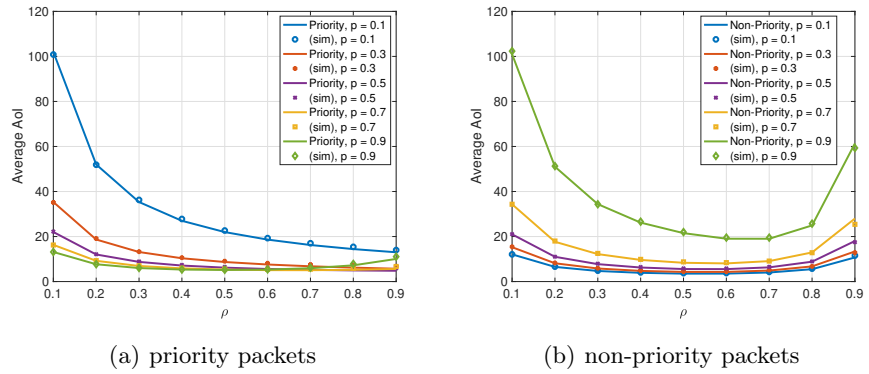 120
100
80
60
40
20
0
Average AoI
0.1 0.2 0.3 0.4 0.5 0.6 0.7 0.8 0.9
ρ
Priority, p = 0.1
(sim), p = 0.1
Priority, p = 0.3
(sim), p = 0.3
Priority, p = 0.5
(sim), p = 0.5
Priority, p = 0.7
(sim), p = 0.7
Priority, p = 0.9
(sim), p = 0.9
(a) priority packets
120
100
80
60
40
20
0
Average AoI
0.1 0.2 0.3 0.4 0.5 0.6 0.7 0.8 0.9
ρ
Non-Priority, p = 0.1
(sim), p = 0.1
Non-Priority, p = 0.3
(sim), p = 0.3
Non-Priority, p = 0.5
(sim), p = 0.5
Non-Priority, p = 0.7
(sim), p = 0.7
Non-Priority, p = 0.9
(sim), p = 0.9
(b) non-priority packets